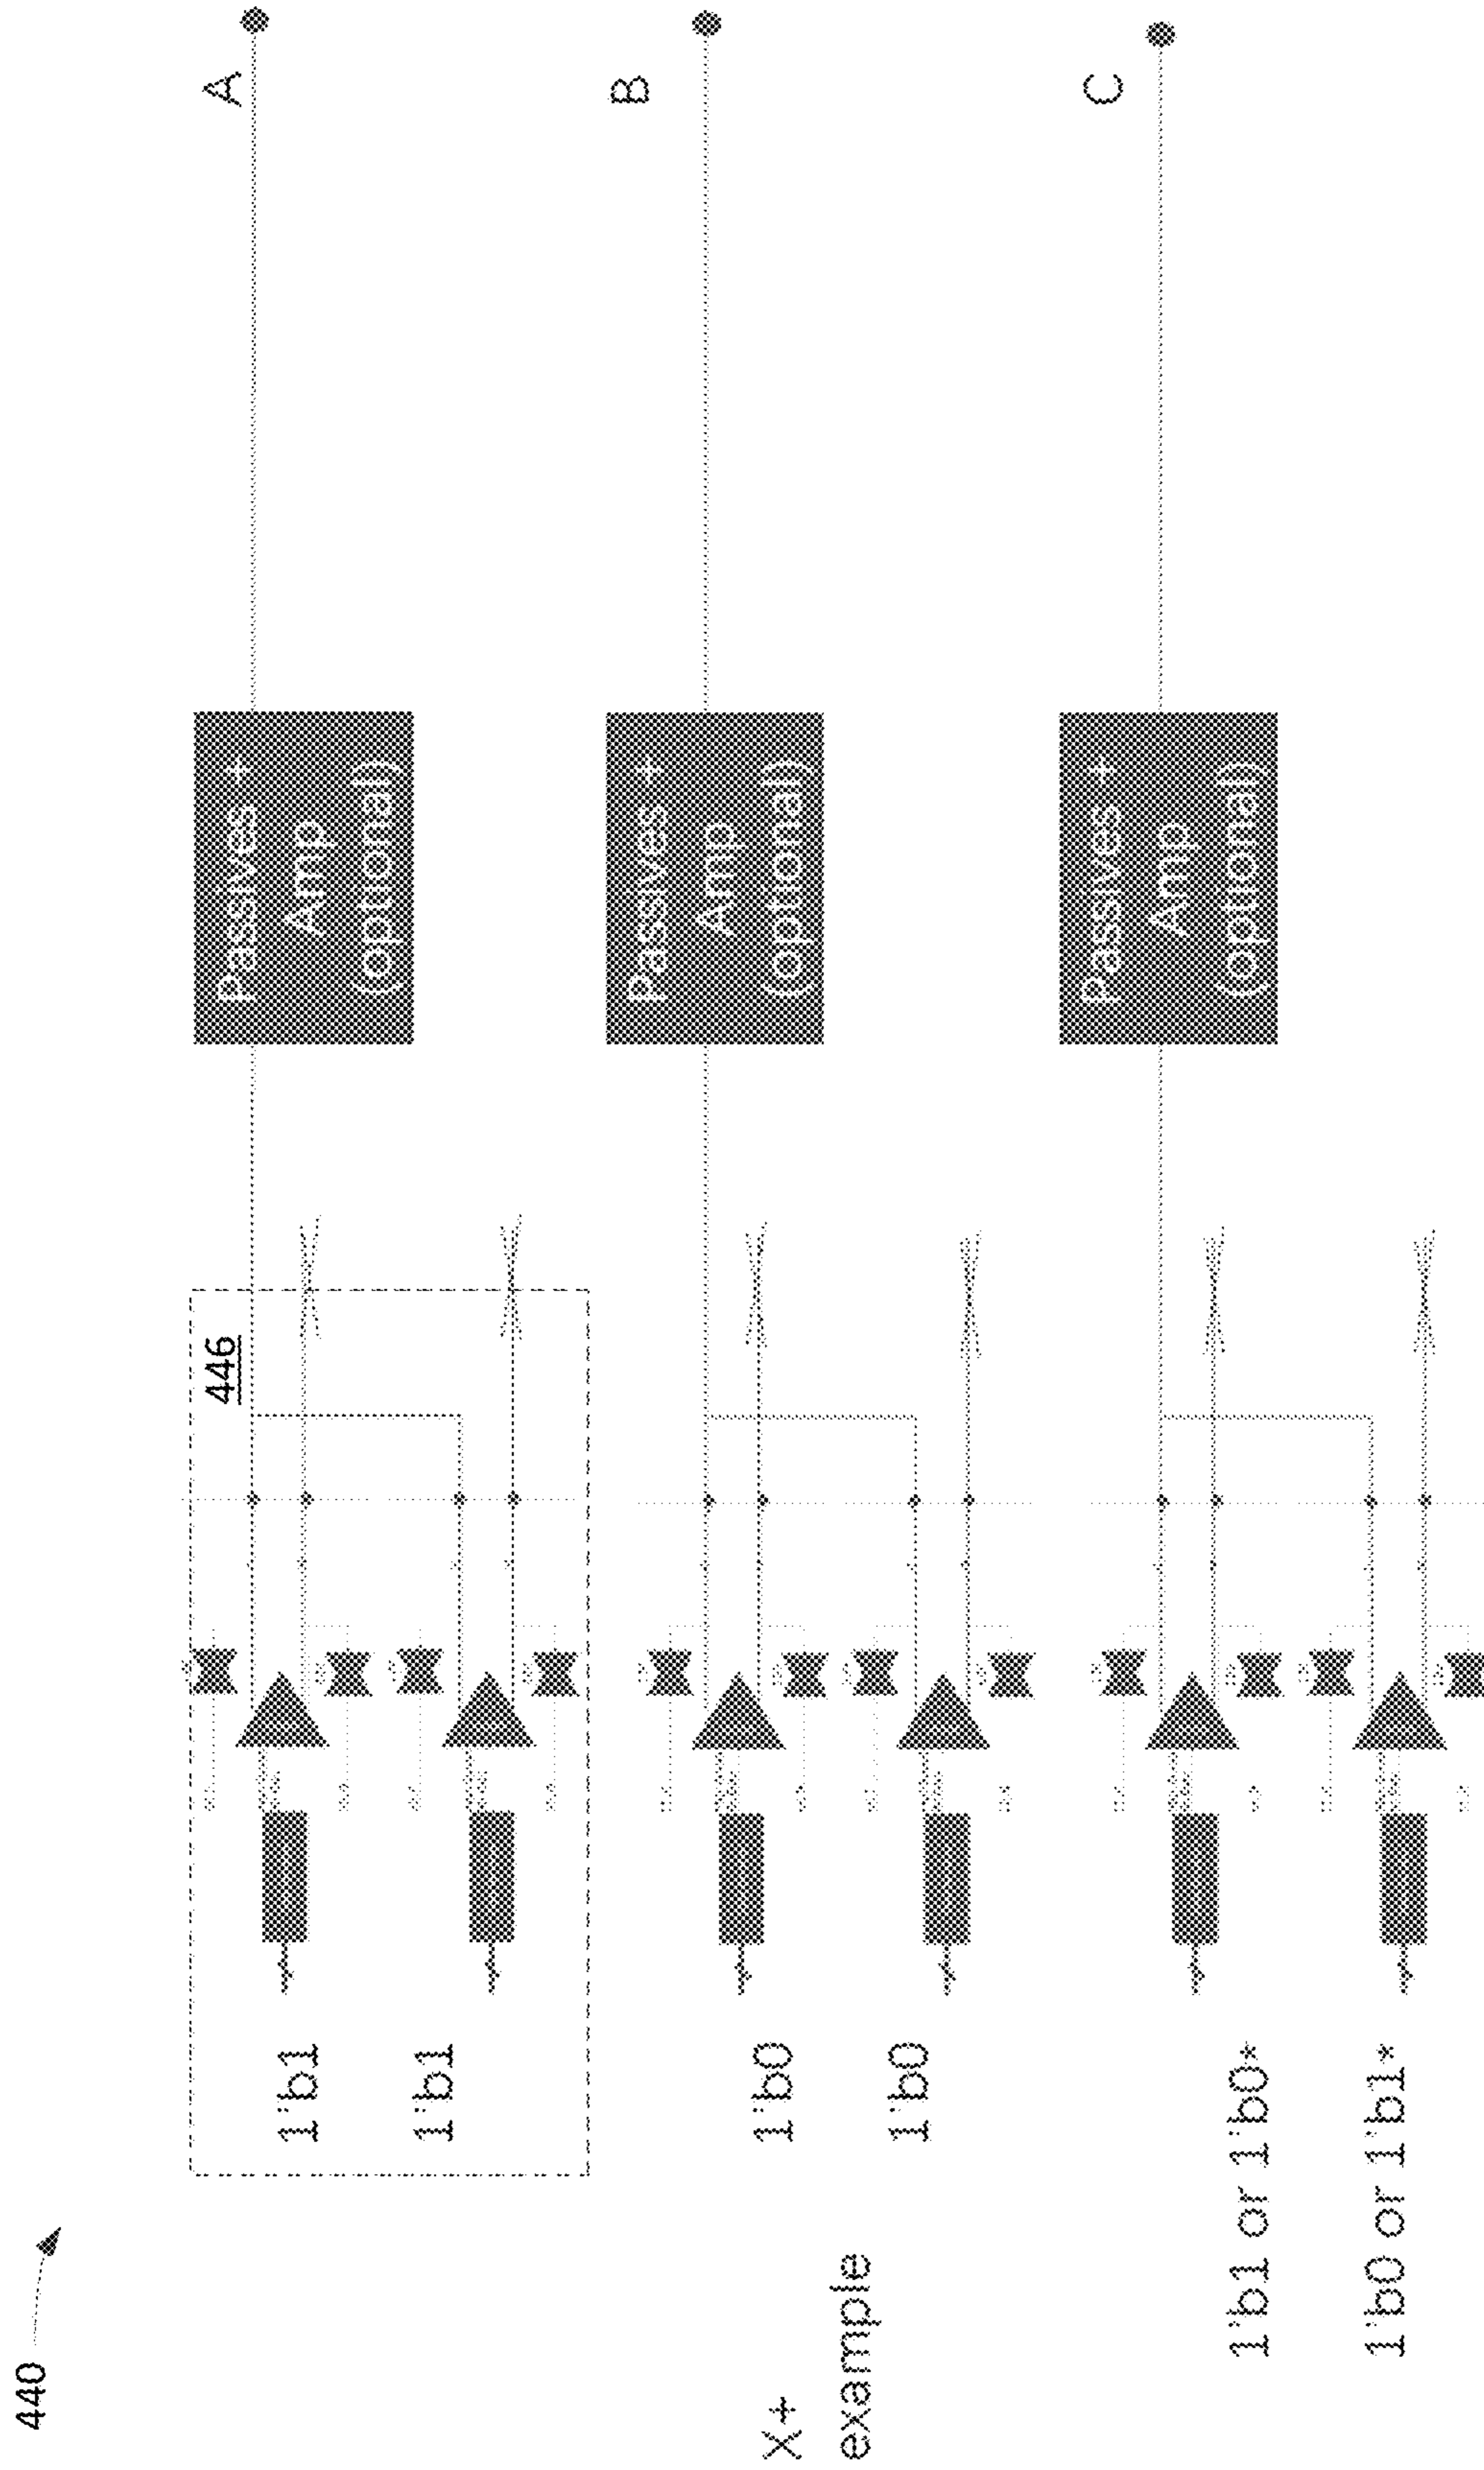 440
446
A
Passives +
Amp
(optional)
1'b1
1'b1
B
Passives +
Amp
(optional)
1'b0
1'b0
X+
example
C
Passives +
Amp
(optional)
1'b1 or 1'b0*
1'b0 or 1'b1*